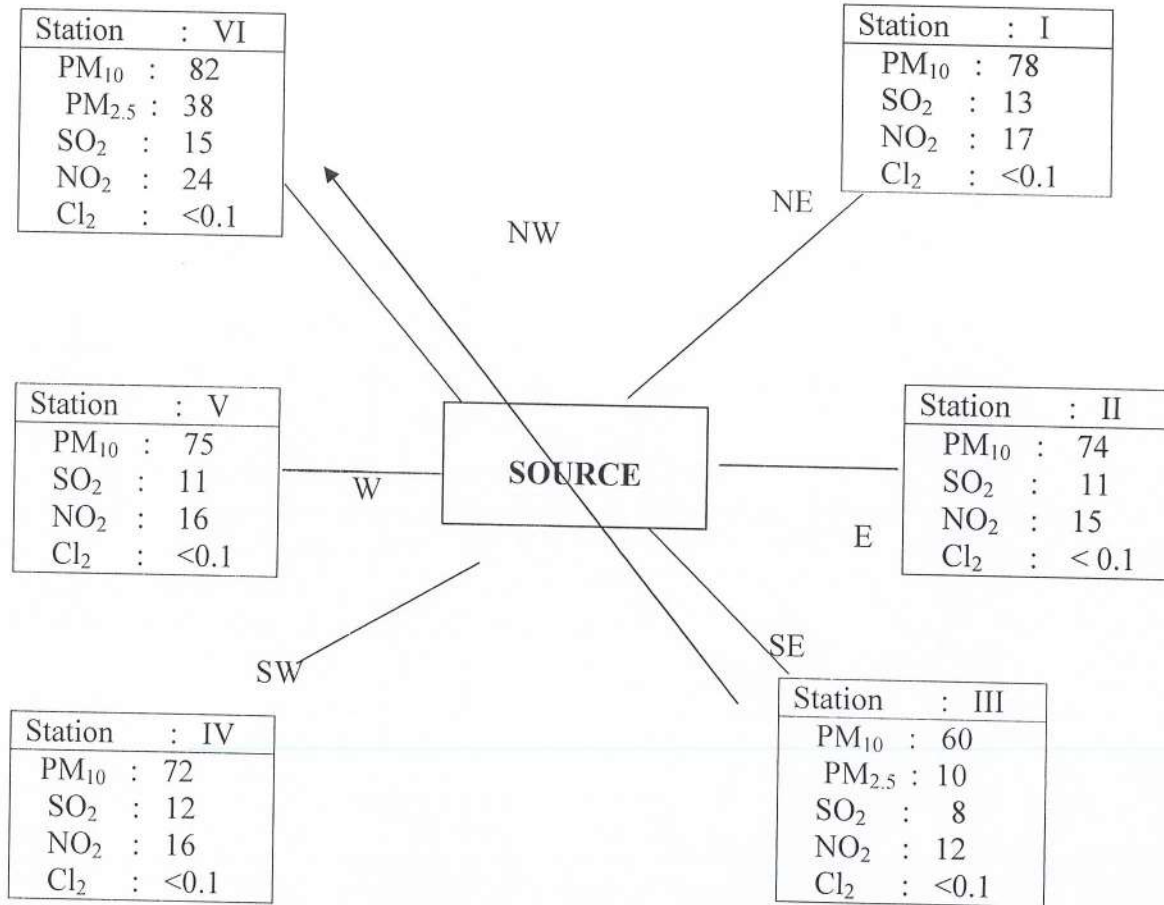 Station : VI
PM₁₀ : 82
PM₂.₅ : 38
SO₂ : 15
NO₂ : 24
Cl₂ : <0.1
Station : I
PM₁₀ : 78
SO₂ : 13
NO₂ : 17
Cl₂ : <0.1
NW
NE
Station : V
PM₁₀ : 75
SO₂ : 11
NO₂ : 16
Cl₂ : <0.1
W
SOURCE
E
Station : II
PM₁₀ : 74
SO₂ : 11
NO₂ : 15
Cl₂ : < 0.1
SW
SE
Station : IV
PM₁₀ : 72
SO₂ : 12
NO₂ : 16
Cl₂ : <0.1
Station : III
PM₁₀ : 60
PM₂.₅ : 10
SO₂ : 8
NO₂ : 12
Cl₂ : <0.1